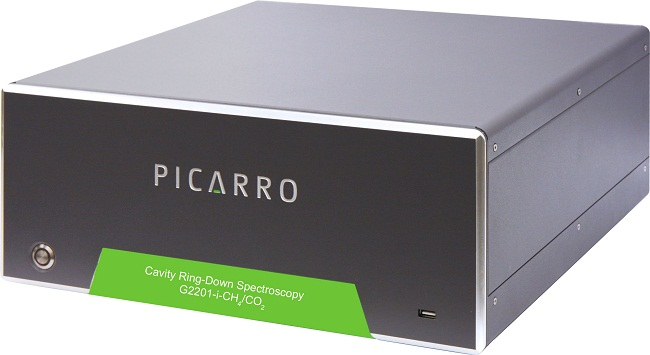 PICARRO
Cavity Ring-Down Spectroscopy
G2201-i-CH₄/CO₂